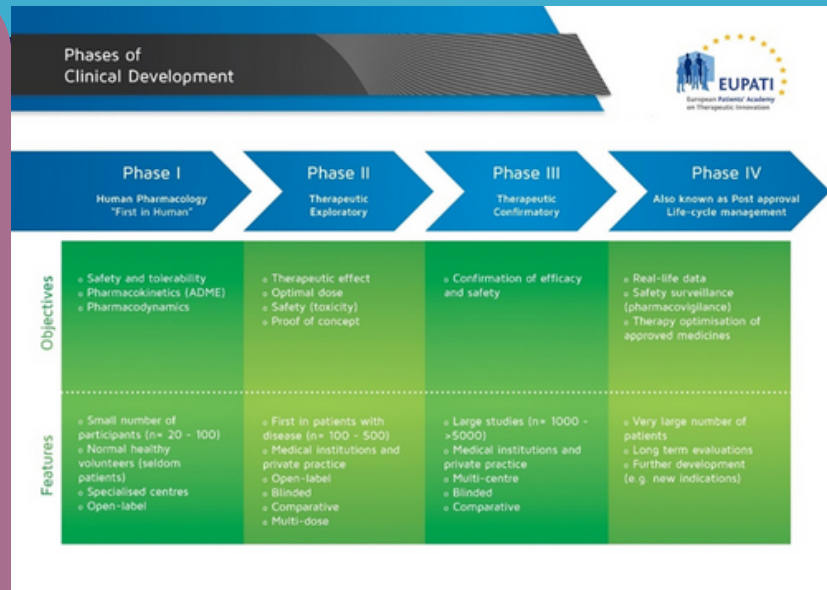 Phases of
Clinical Development
EUPATI
European Patients' Academy
on Therapeutic Innovation
Phase I
Human Pharmacology
"First in Human"
Phase II
Therapeutic
Exploratory
Phase III
Therapeutic
Confirmatory
Phase IV
Also known as Post approval
Life-cycle management
Objectives
Safety and tolerability
Pharmacokinetics (ADME)
Pharmacodynamics
Therapeutic effect
Optimal dose
Safety (toxicity)
Proof of concept
Confirmation of efficacy
and safety
Real-life data
Safety surveillance
(pharmacovigilance)
Therapy optimisation of
approved medicines
Features
Small number of
participants (n= 20 - 100)
Normal healthy
volunteers (seldom
patients)
Specialised centres
Open-label
First in patients with
disease (n= 100 - 500)
Medical institutions and
private practice
Open-label
Blinded
Comparative
Multi-dose
Large studies (n= 1000 -
>5000)
Medical institutions and
private practice
Multi-centre
Blinded
Comparative
Very large number of
patients
Long term evaluations
Further development
(e.g. new indications)